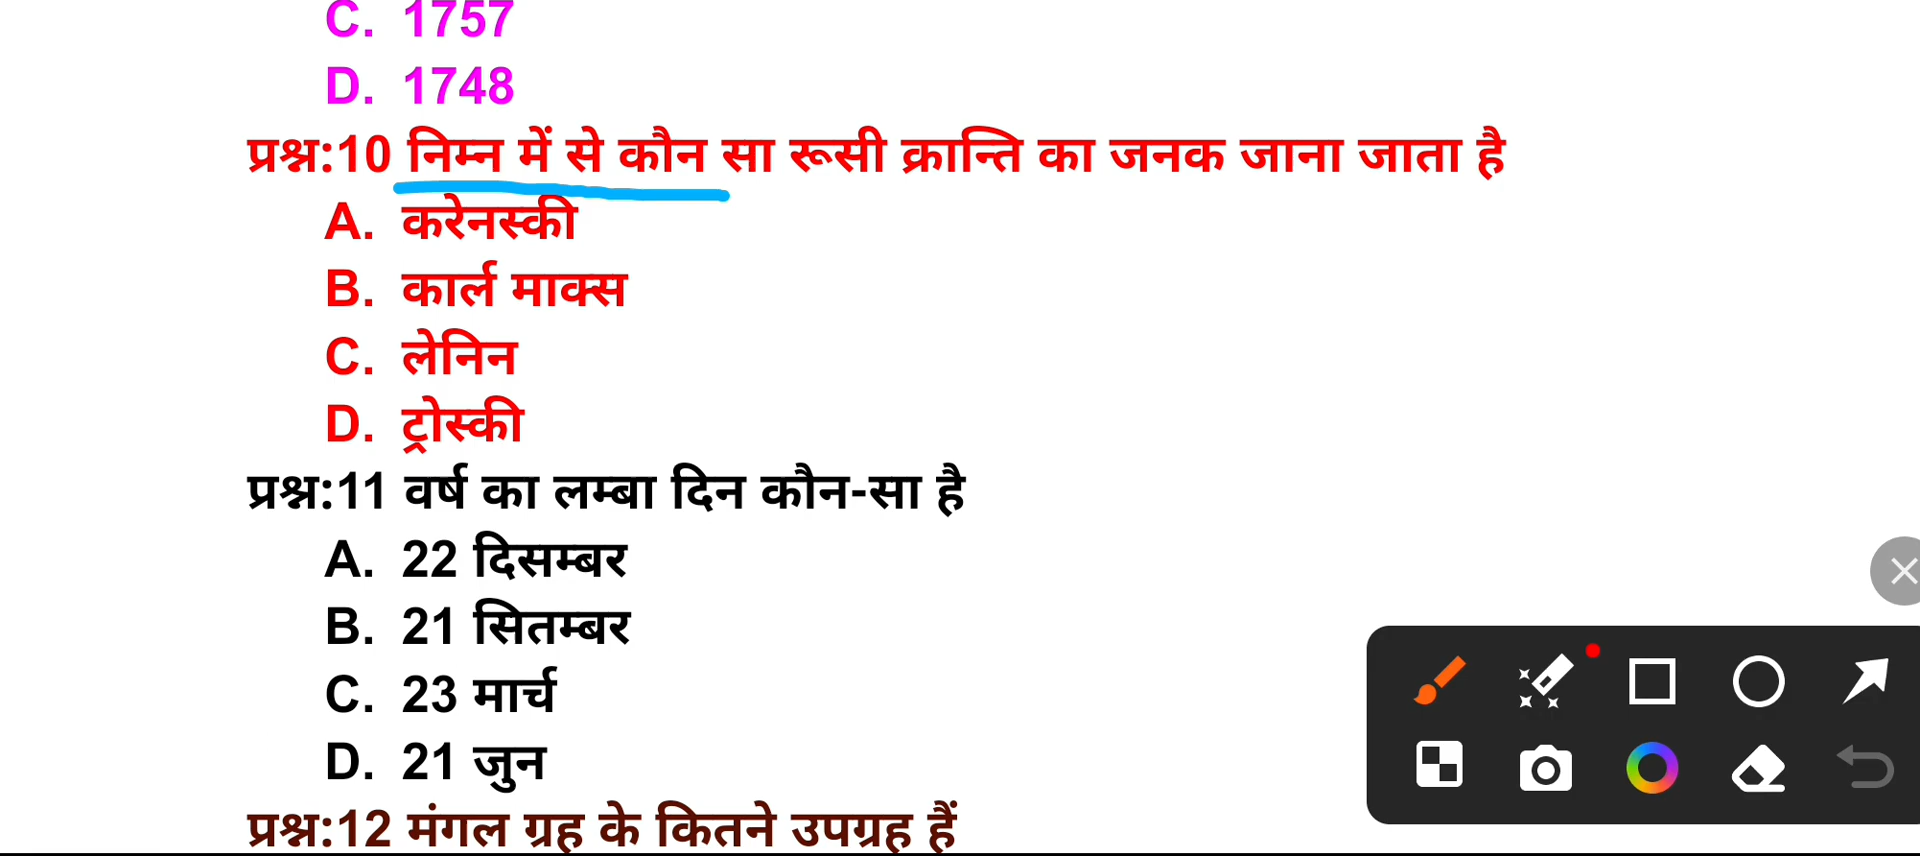 C. 1757
D. 1748
प्रश्न:10 निम्न में से कौन सा रूसी क्रान्ति का जनक जाना जाता है
A. करेनस्की
B. कार्ल माक्स
C. लेनिन
D. ट्रोस्की
प्रश्न:11 वर्ष का लम्बा दिन कौन-सा है
A. 22 दिसम्बर
B. 21 सितम्बर
C. 23 मार्च
D. 21 जुन
प्रश्न:12 मंगल ग्रह के कितने उपग्रह हैं